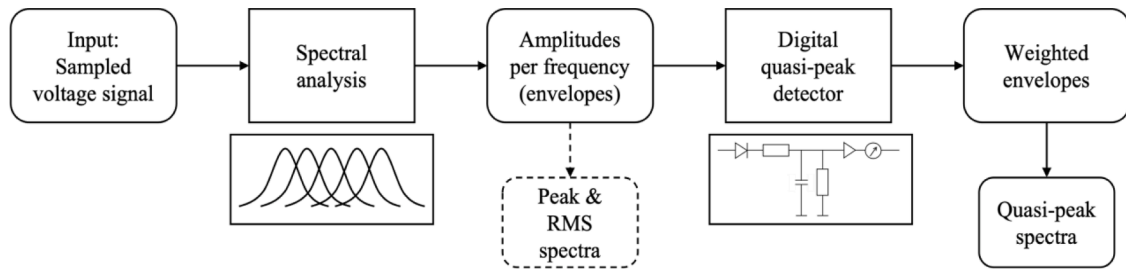 Input:
Sampled
voltage signal
Spectral
analysis
Amplitudes
per frequency
(envelopes)
Digital
quasi-peak
detector
Weighted
envelopes
Peak &
RMS
spectra
Quasi-peak
spectra